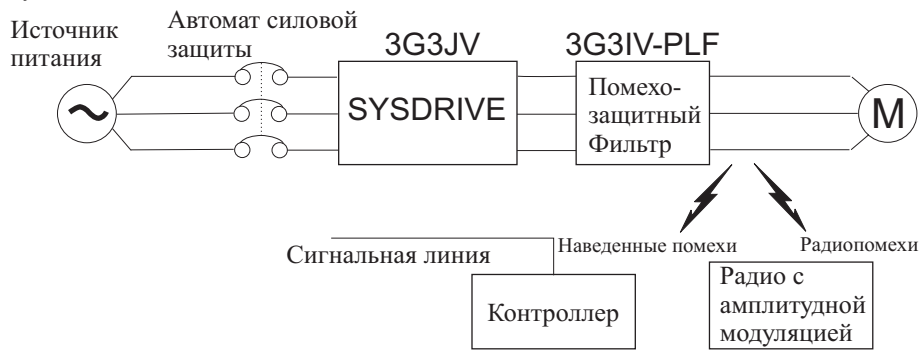 Источник
питания
Автомат силовой
защиты
3G3JV
3G3IV-PLF
~
SYSDRIVE
Помехо-
защитный
Фильтр
M
Сигнальная линия
Наведенные помехи
Радиопомехи
Контроллер
Радио с
амплитудной
модуляцией